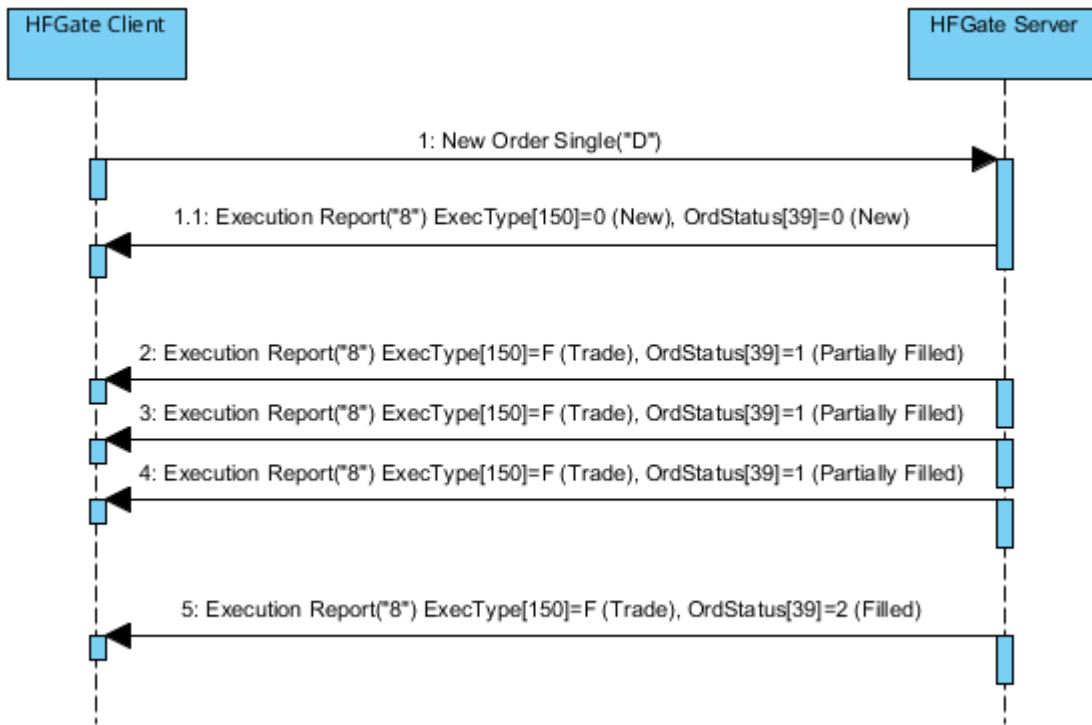 HFGate Client
HFGate Server
1: New Order Single("D")
1.1: Execution Report("8") ExecType[150]=0 (New), OrdStatus[39]=0 (New)
2: Execution Report("8") ExecType[150]=F (Trade), OrdStatus[39]=1 (Partially Filled)
3: Execution Report("8") ExecType[150]=F (Trade), OrdStatus[39]=1 (Partially Filled)
4: Execution Report("8") ExecType[150]=F (Trade), OrdStatus[39]=1 (Partially Filled)
5: Execution Report("8") ExecType[150]=F (Trade), OrdStatus[39]=2 (Filled)